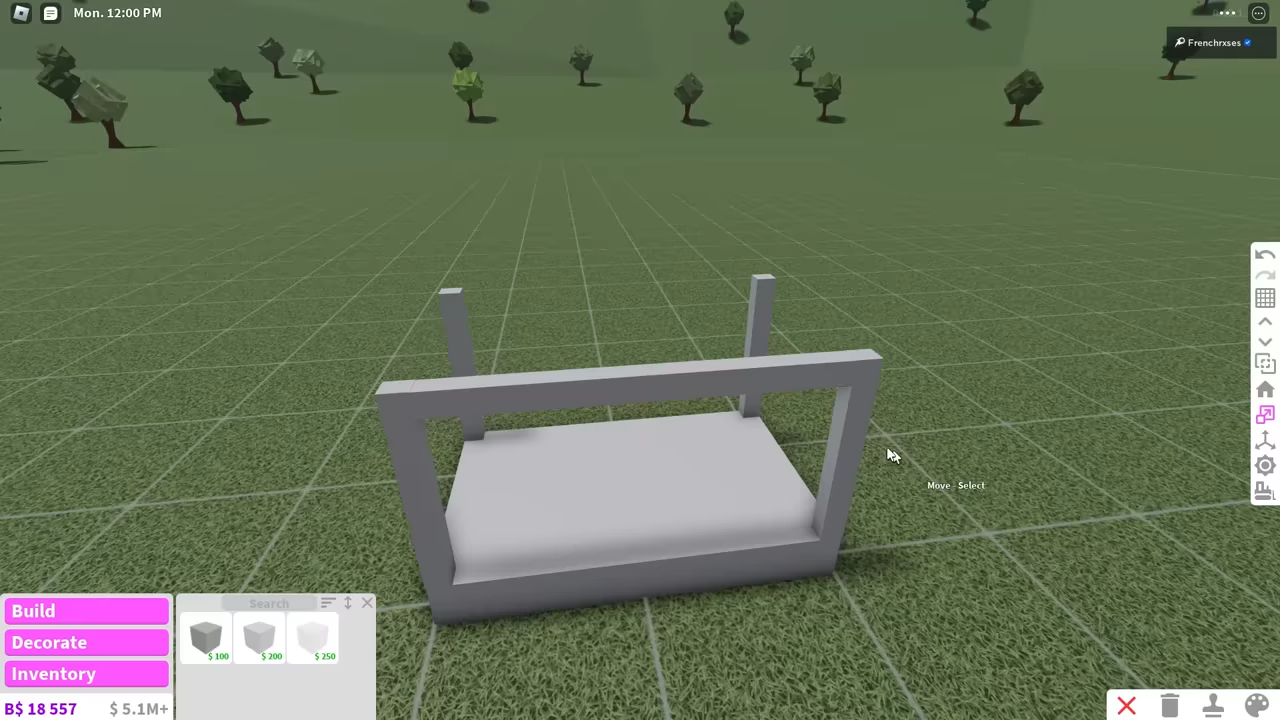 Mon. 12:00 PM
Frenchrxses
Move - Select
Build
Decorate
Inventory
B$ 18 557
$ 5.1M+
Search
$ 100
$ 200
$ 250